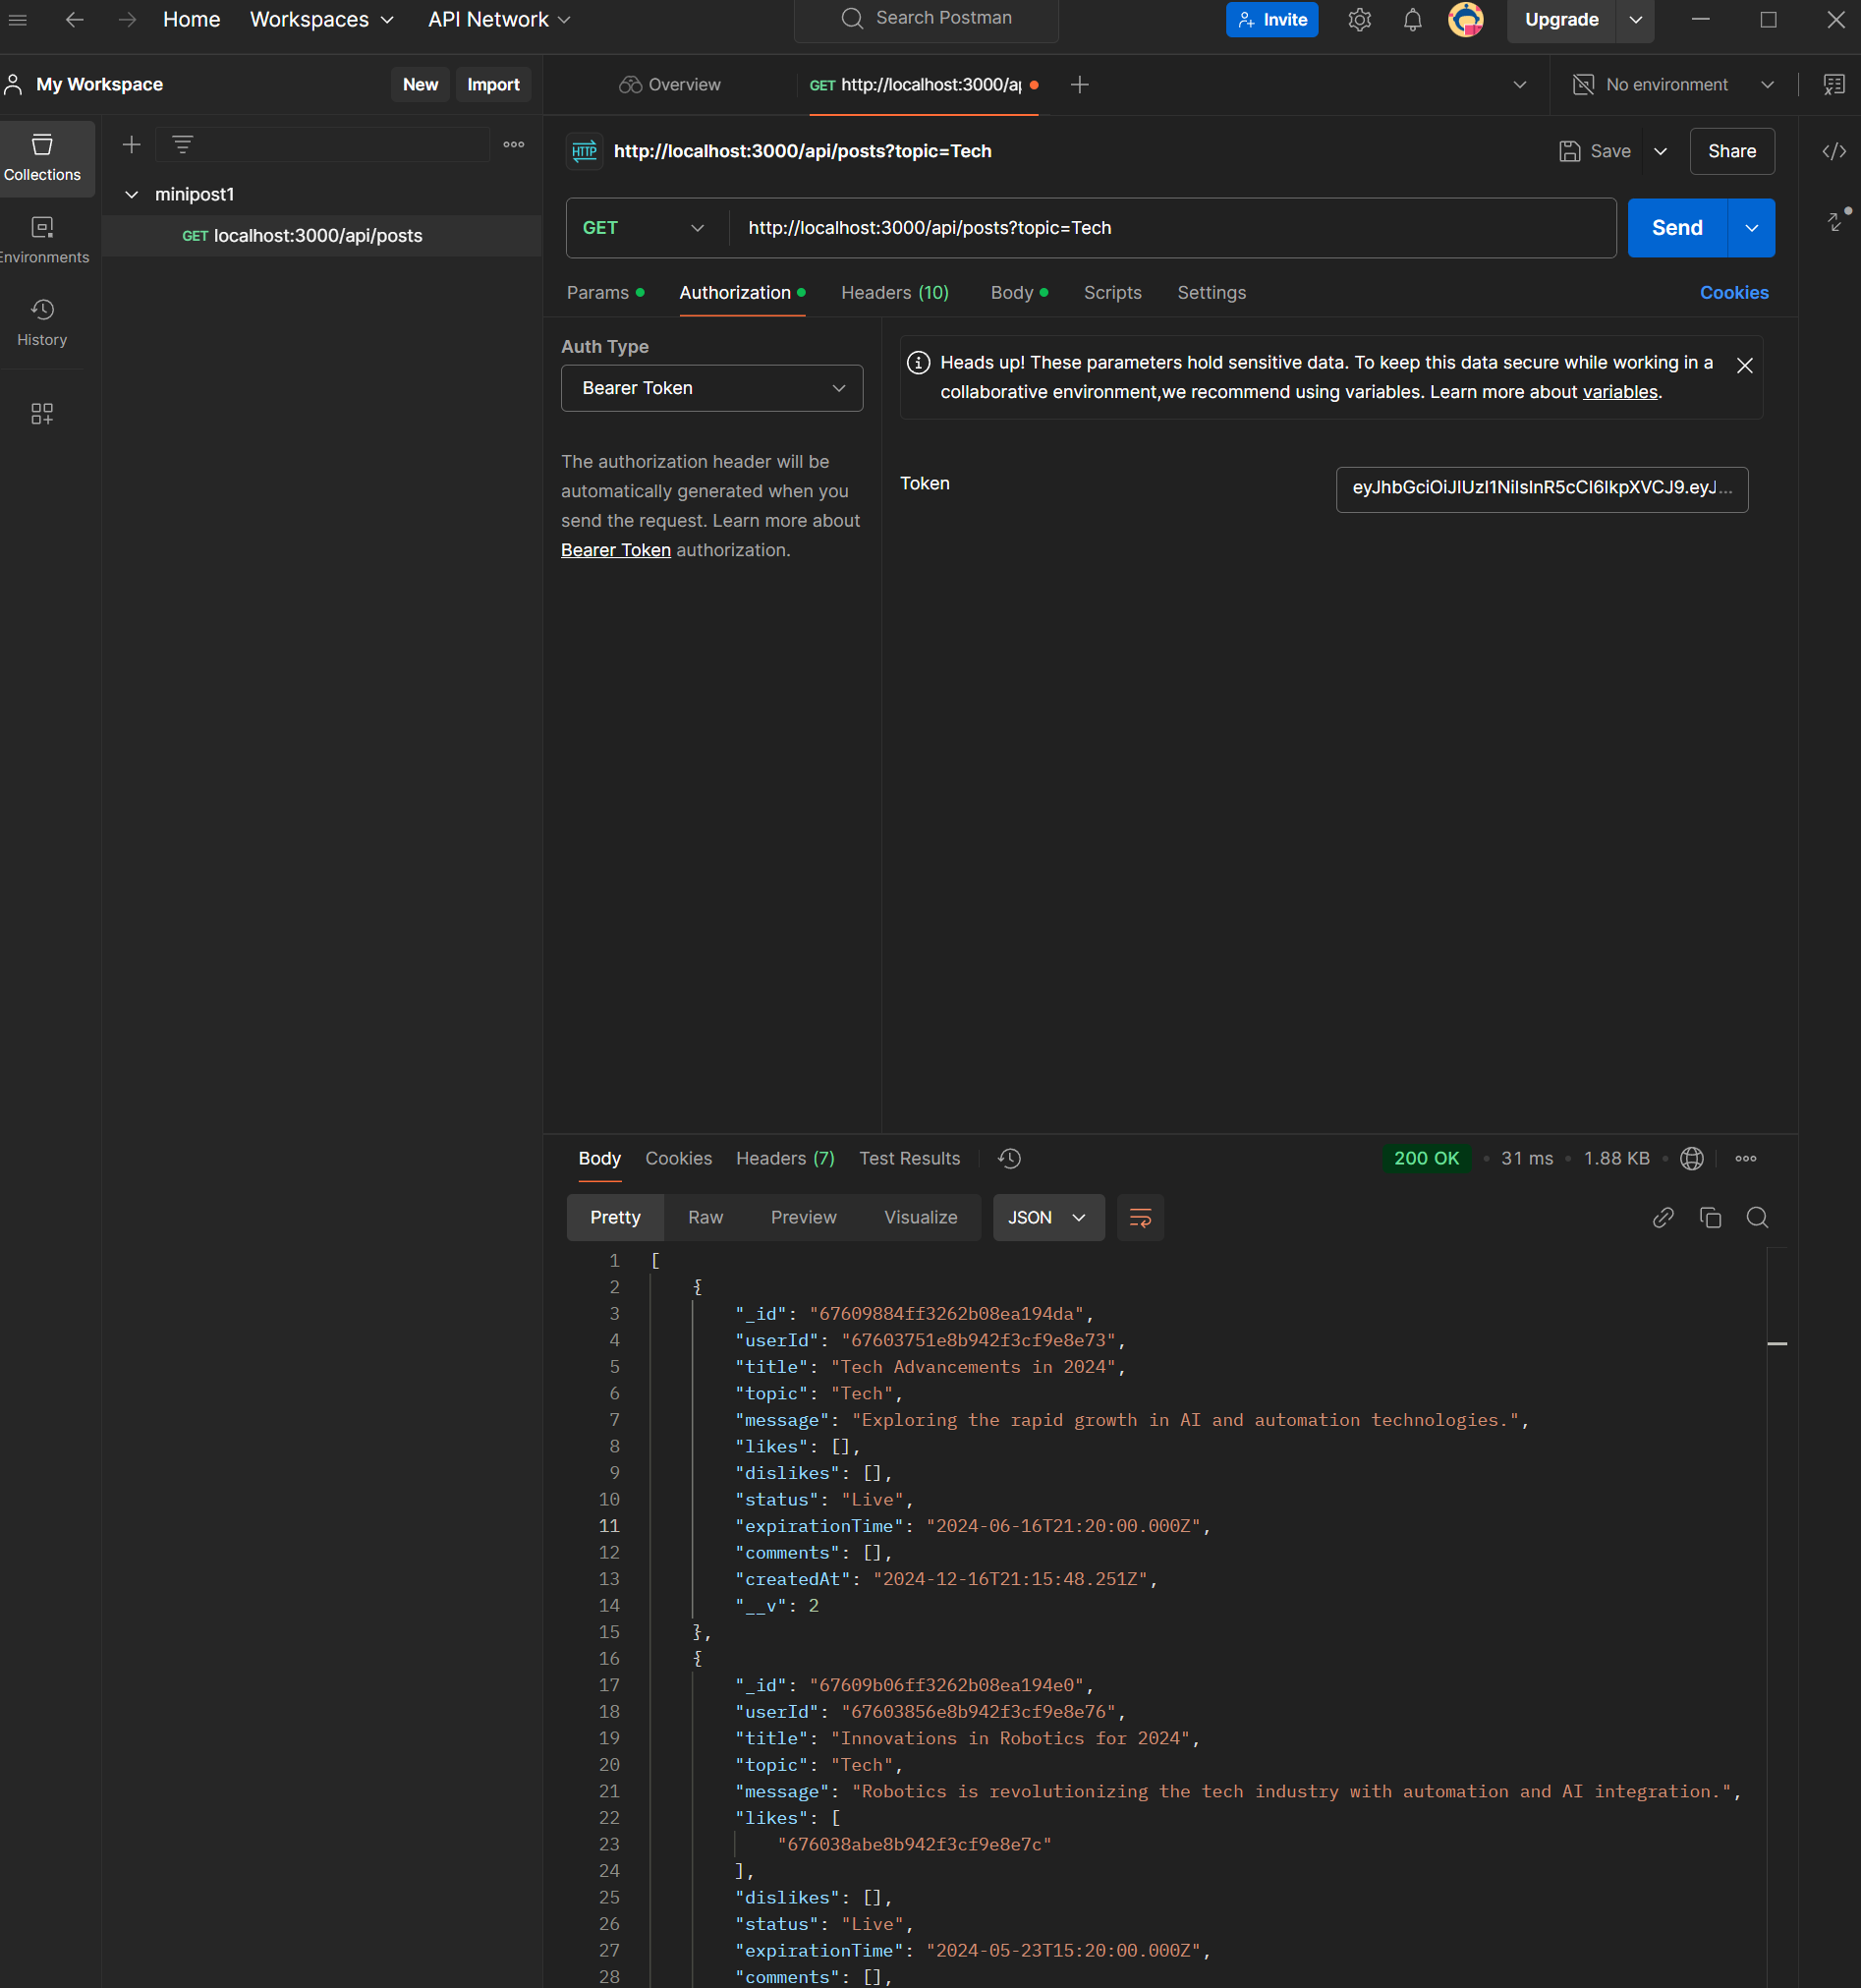 Home Workspaces API Network Search Postman Invite Upgrade
My Workspace New Import Overview GET http://localhost:3000/a No environment
Collections
Environments
History
minipost1
GET localhost:3000/api/posts
HTTP http://localhost:3000/api/posts?topic=Tech Save Share
GET http://localhost:3000/api/posts?topic=Tech Send
Params Authorization Headers (10) Body Scripts Settings Cookies
Auth Type
Bearer Token
The authorization header will be
automatically generated when you
send the request. Learn more about
Bearer Token authorization.
Heads up! These parameters hold sensitive data. To keep this data secure while working in a
collaborative environment,we recommend using variables. Learn more about variables.
Token eyJhbGciOiJIUzI1NiIsInR5cCI6IkpXVCJ9.eyJ...
Body Cookies Headers (7) Test Results 200 OK • 31 ms • 1.88 KB •
Pretty Raw Preview Visualize JSON
1 [
2 {
3 "_id": "67609884ff3262b08ea194da",
4 "userId": "67603751e8b942f3cf9e8e73",
5 "title": "Tech Advancements in 2024",
6 "topic": "Tech",
7 "message": "Exploring the rapid growth in AI and automation technologies.",
8 "likes": [],
9 "dislikes": [],
10 "status": "Live",
11 "expirationTime": "2024-06-16T21:20:00.000Z",
12 "comments": [],
13 "createdAt": "2024-12-16T21:15:48.251Z",
14 "__v": 2
15 },
16 {
17 "_id": "67609b06ff3262b08ea194e0",
18 "userId": "67603856e8b942f3cf9e8e76",
19 "title": "Innovations in Robotics for 2024",
20 "topic": "Tech",
21 "message": "Robotics is revolutionizing the tech industry with automation and AI integration.",
22 "likes": [
23 "676038abe8b942f3cf9e8e7c"
24 ],
25 "dislikes": [],
26 "status": "Live",
27 "expirationTime": "2024-05-23T15:20:00.000Z",
28 "comments": [],